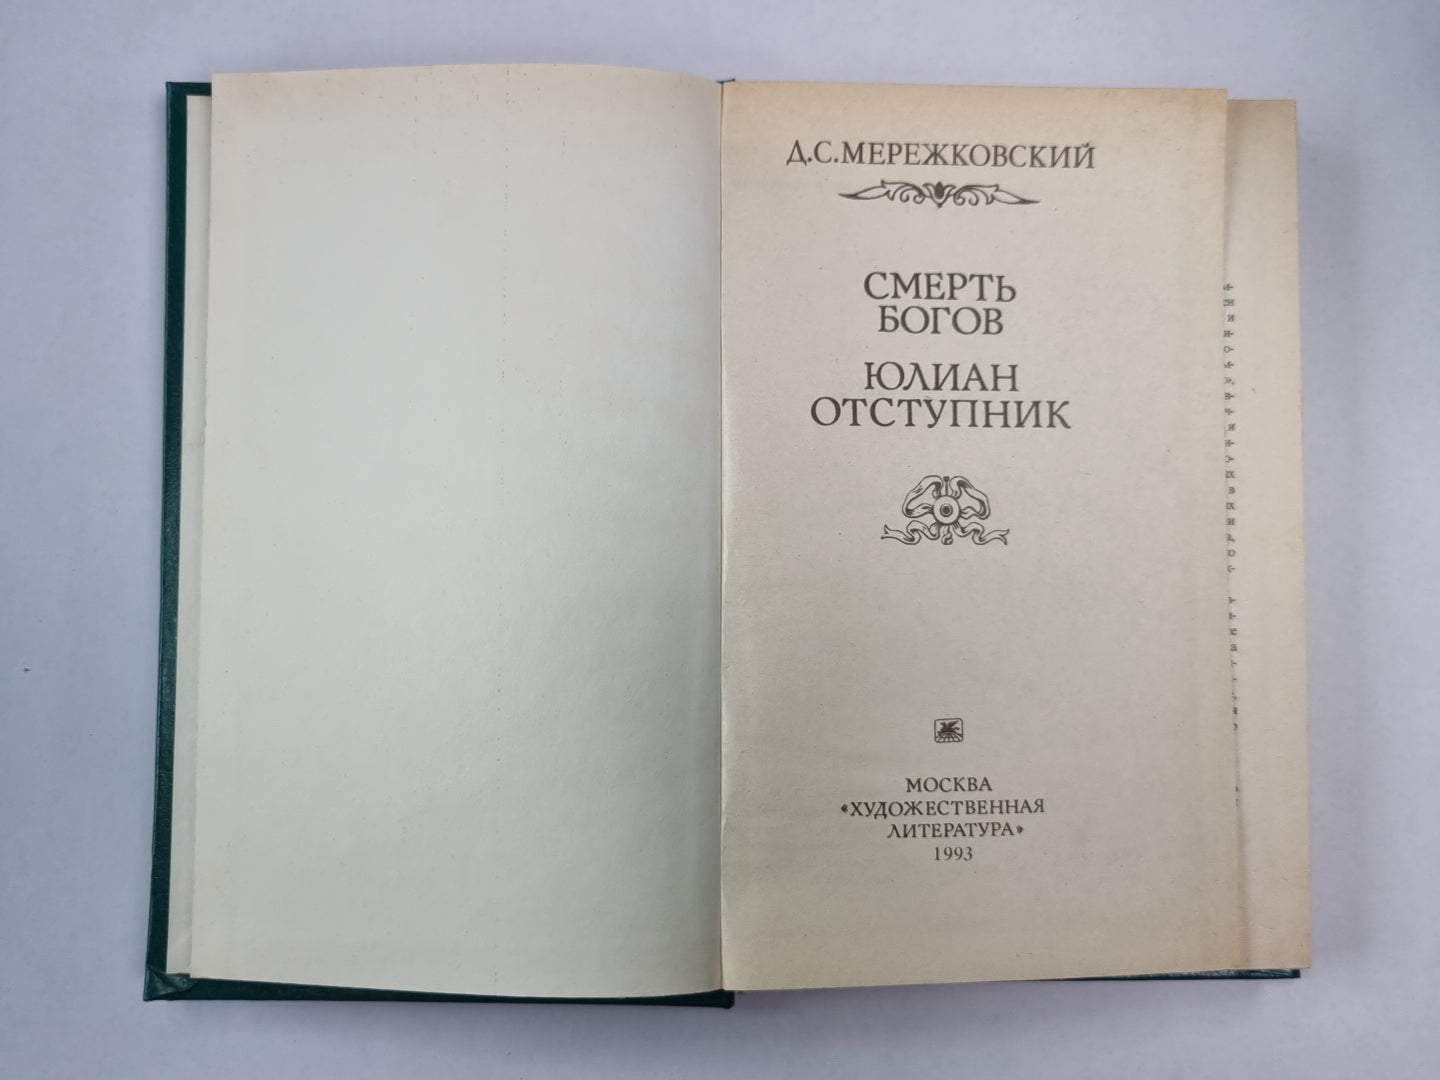 Д.С.МЕРЕЖКОВСКИЙ
СМЕРТЬ
БОГОВ
ЮЛИАН
ОТСТУПНИК
МОСКВА
«ХУДОЖЕСТВЕННАЯ
ЛИТЕРАТУРА»
1993